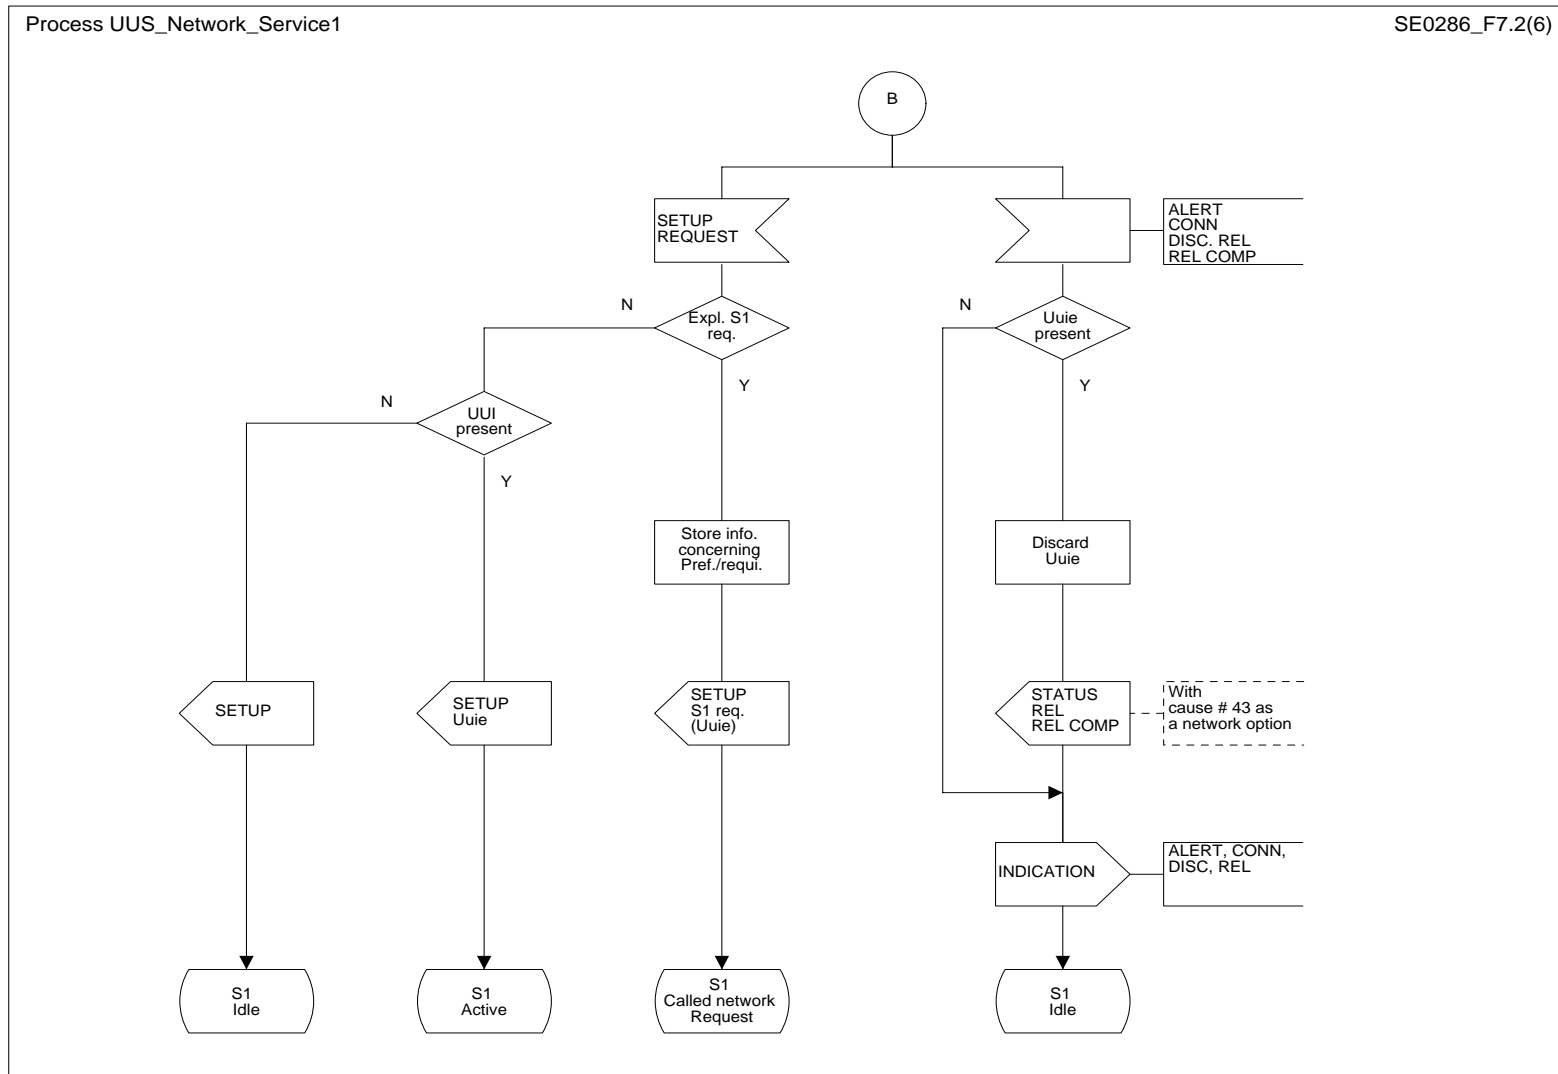 Process UUS_Network_Service1
SE0286_F7.2(6)
B
SETUP
REQUEST
ALERT
CONN
DISC. REL
REL COMP
N
Expl. S1
req.
Y
N
Uuie
present
Y
N
UUI
present
Y
Store info.
concerning
Pref./requi.
Discard
Uuie
SETUP
SETUP
Uuie
SETUP
S1 req.
(Uuie)
STATUS
REL
REL COMP
With
cause # 43 as
a network option
INDICATION
ALERT, CONN,
DISC, REL
S1
Idle
S1
Active
S1
Called network
Request
S1
Idle